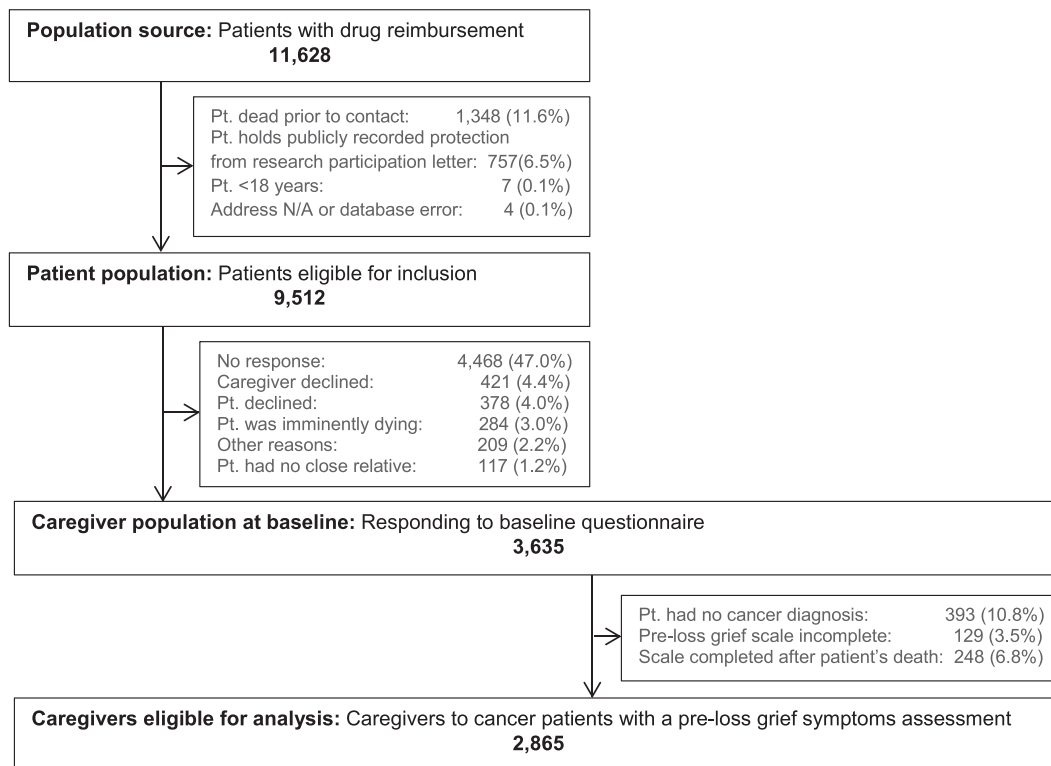 Population source: Patients with drug reimbursement
11,628
Pt. dead prior to contact: 1,348 (11.6%)
Pt. holds publicly recorded protection
from research participation letter: 757(6.5%)
Pt. <18 years: 7 (0.1%)
Address N/A or database error: 4 (0.1%)
Patient population: Patients eligible for inclusion
9,512
No response: 4,468 (47.0%)
Caregiver declined: 421 (4.4%)
Pt. declined: 378 (4.0%)
Pt. was imminently dying: 284 (3.0%)
Other reasons: 209 (2.2%)
Pt. had no close relative: 117 (1.2%)
Caregiver population at baseline: Responding to baseline questionnaire
3,635
Pt. had no cancer diagnosis: 393 (10.8%)
Pre-loss grief scale incomplete: 129 (3.5%)
Scale completed after patient's death: 248 (6.8%)
Caregivers eligible for analysis: Caregivers to cancer patients with a pre-loss grief symptoms assessment
2,865